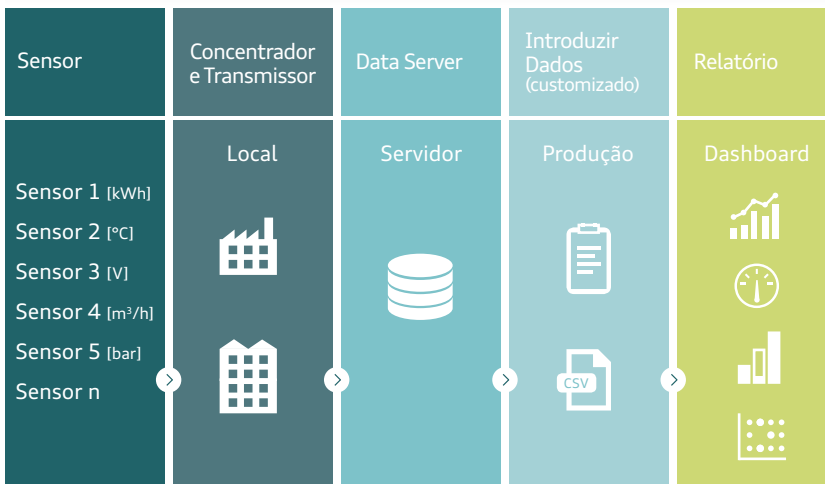 Sensor
Concentrador
e Transmissor
Data Server
Introduzir
Dados
(customizado)
Relatório
Sensor 1 [kWh]
Sensor 2 [°C]
Sensor 3 [V]
Sensor 4 [m³/h]
Sensor 5 [bar]
Sensor n
Local
Servidor
Produção
CSV
Dashboard